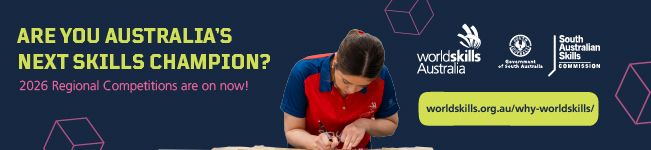 ARE YOU AUSTRALIA'S
NEXT SKILLS CHAMPION?
2026 Regional Competitions are on now!
worldskills
Australia
Government
of South Australia
South
Australian
Skills
COMMISSION
worldskills.org.au/why-worldskills/